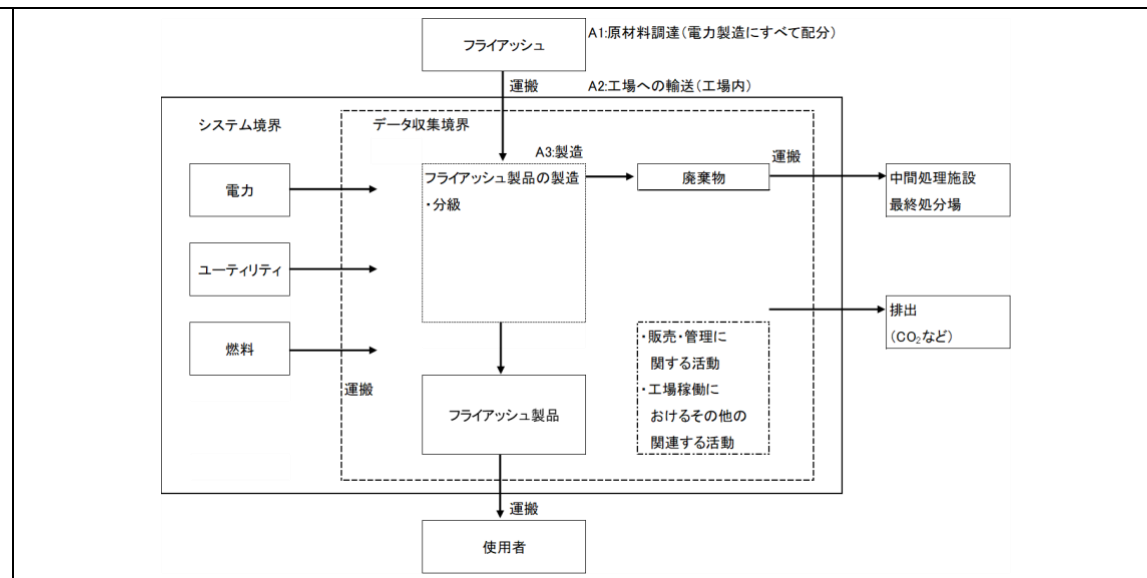 フライアッシュ
A1:原材料調達(電力製造にすべて配分)
運搬
A2:工場への輸送(工場内)
システム境界
データ収集境界
A3:製造
運搬
電力
フライアッシュ製品の製造
・分級
廃棄物
中間処理施設
最終処分場
ユーティリティ
排出
(CO₂など)
燃料
・販売・管理に
関する活動
・工場稼働に
おけるその他の
関連する活動
運搬
フライアッシュ製品
運搬
使用者